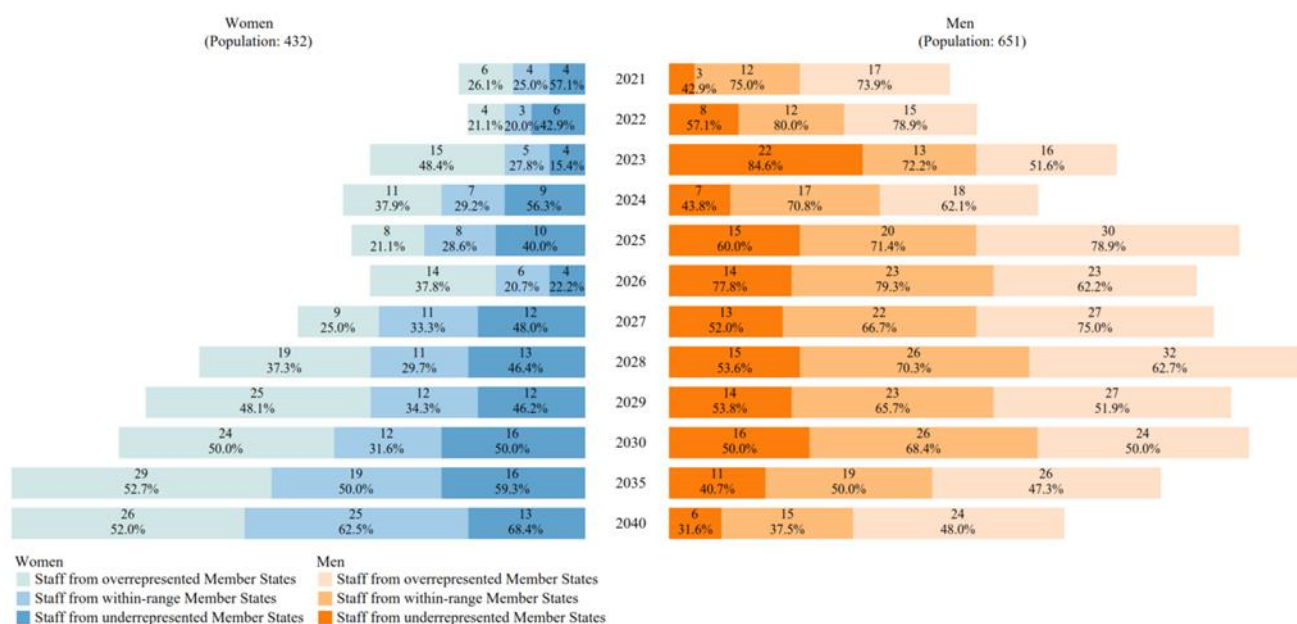 Women
(Population: 432)
Men
(Population: 651)
6 4 4 2021 3 12 17
26.1% 25.0% 57.1% 42.9% 75.0% 73.9%
4 3 6 2022 8 12 15
21.1% 20.0% 42.9% 57.1% 80.0% 78.9%
15 5 4 2023 22 13 16
48.4% 27.8% 15.4% 84.6% 72.2% 51.6%
11 7 9 2024 7 17 18
37.9% 29.2% 56.3% 43.8% 70.8% 62.1%
8 8 10 2025 15 20 30
21.1% 28.6% 40.0% 60.0% 71.4% 78.9%
14 6 4 2026 14 23 23
37.8% 20.7% 22.2% 77.8% 79.3% 62.2%
9 11 12 2027 13 22 27
25.0% 33.3% 48.0% 52.0% 66.7% 75.0%
19 11 13 2028 15 26 32
37.3% 29.7% 46.4% 53.6% 70.3% 62.7%
25 12 12 2029 14 23 27
48.1% 34.3% 46.2% 53.8% 65.7% 51.9%
24 12 16 2030 16 26 24
50.0% 31.6% 50.0% 50.0% 68.4% 50.0%
29 19 16 2035 11 19 26
52.7% 50.0% 59.3% 40.7% 50.0% 47.3%
26 25 13 2040 6 15 24
52.0% 62.5% 68.4% 31.6% 37.5% 48.0%
Women
Staff from overrepresented Member States
Staff from within-range Member States
Staff from underrepresented Member States
Men
Staff from overrepresented Member States
Staff from within-range Member States
Staff from underrepresented Member States